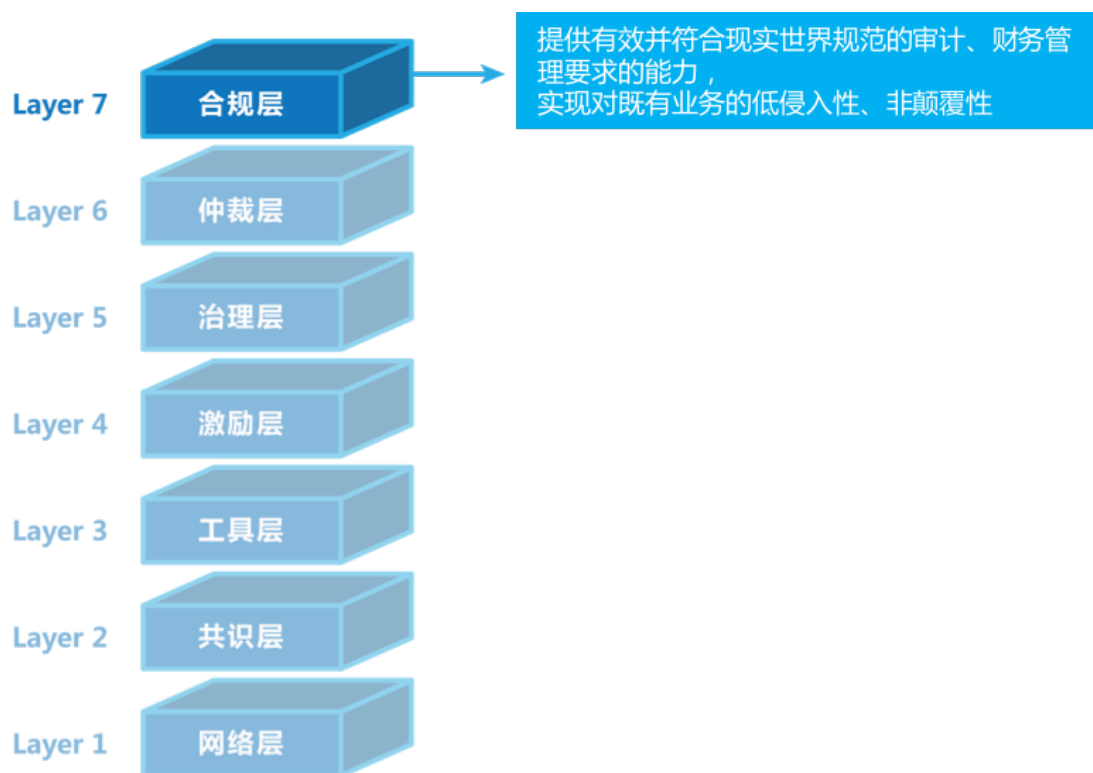 提供有效并符合现实世界规范的审计、财务管
理要求的能力，
实现对既有业务的低侵入性、非颠覆性
Layer 7 合规层
Layer 6 仲裁层
Layer 5 治理层
Layer 4 激励层
Layer 3 工具层
Layer 2 共识层
Layer 1 网络层